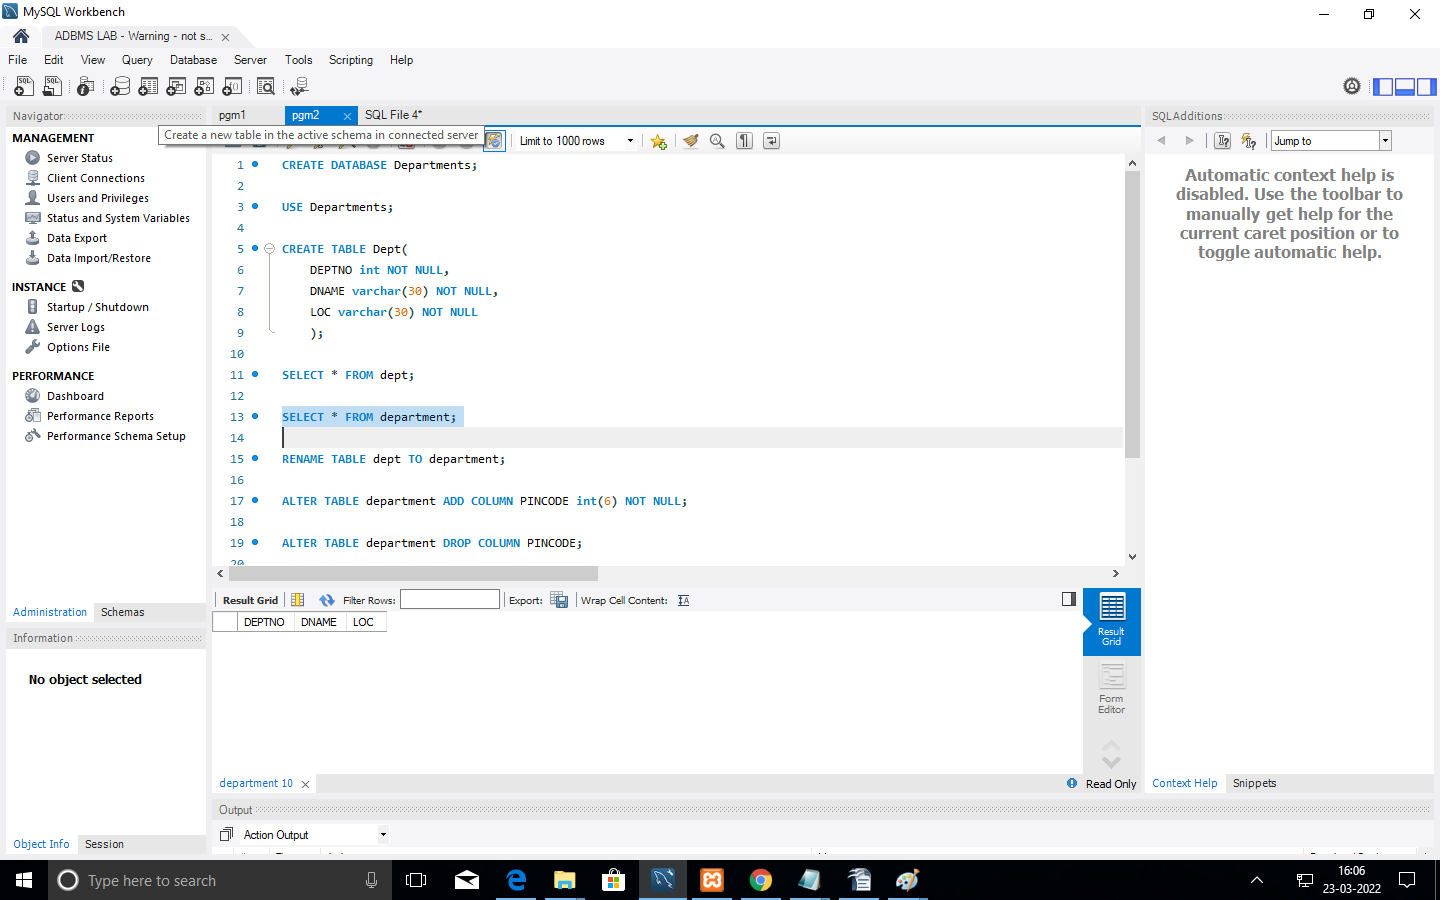 MySQL Workbench
ADBMS LAB - Warning - not s...
File Edit View Query Database Server Tools Scripting Help
Navigator
pgm1 pgm2 SQL File 4*
SQLAdditions
MANAGEMENT
Server Status
Client Connections
Users and Privileges
Status and System Variables
Data Export
Data Import/Restore
INSTANCE
Startup / Shutdown
Server Logs
Options File
PERFORMANCE
Dashboard
Performance Reports
Performance Schema Setup
Administration Schemas
Information
No object selected
Object Info Session
Create a new table in the active schema in connected server
Limit to 1000 rows
1 CREATE DATABASE Departments;
2
3 USE Departments;
4
5 CREATE TABLE Dept(
6 DEPTNO int NOT NULL,
7 DNAME varchar(30) NOT NULL,
8 LOC varchar(30) NOT NULL
9 );
10
11 SELECT * FROM dept;
12
13 SELECT * FROM department;
14
15 RENAME TABLE dept TO department;
16
17 ALTER TABLE department ADD COLUMN PINCODE int(6) NOT NULL;
18
19 ALTER TABLE department DROP COLUMN PINCODE;
20
Result Grid Filter Rows: Export: Wrap Cell Content:
DEPTNO DNAME LOC
Result
Grid
Form
Editor
department 10
Read Only
Output
Action Output
Jump to
Automatic context help is
disabled. Use the toolbar to
manually get help for the
current caret position or to
toggle automatic help.
Context Help Snippets
Type here to search
16:06
23-03-2022